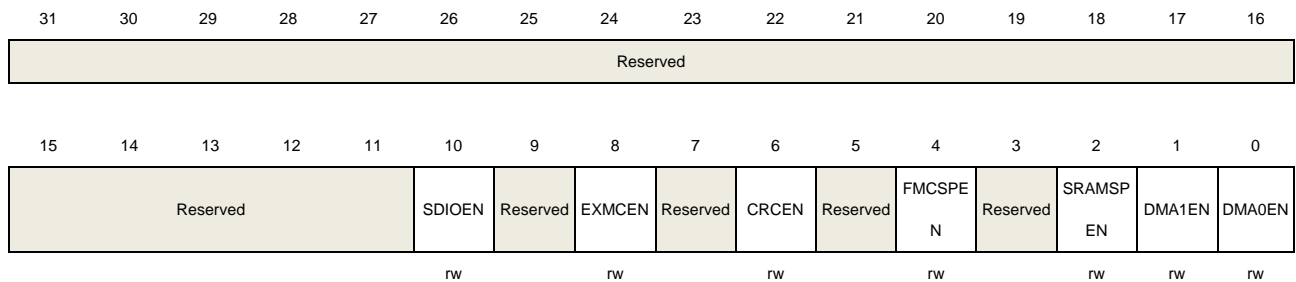 31 30 29 28 27 26 25 24 23 22 21 20 19 18 17 16
Reserved
15 14 13 12 11 10 9 8 7 6 5 4 3 2 1 0
Reserved SDIOEN Reserved EXMCEN Reserved CRCEN Reserved FMCSPE
N Reserved SRAMSP
EN DMA1EN DMA0EN
rw rw rw rw rw rw rw